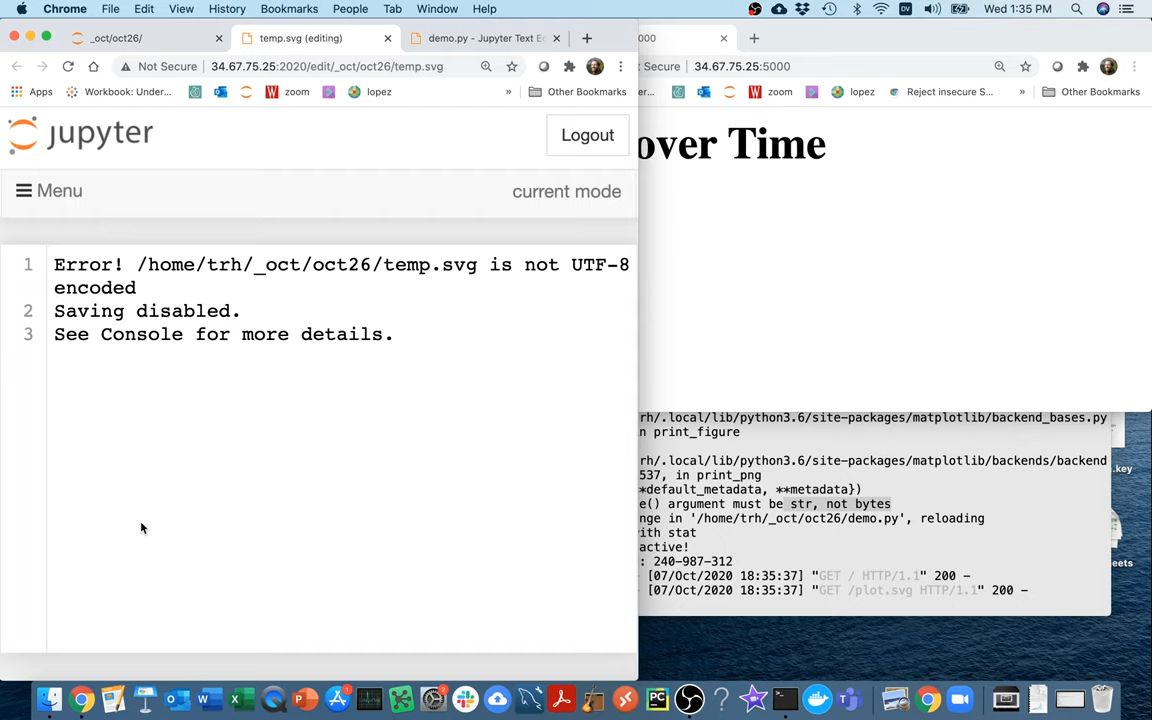 Chrome File Edit View History Bookmarks People Tab Window Help Wed 1:35 PM
_oct/oct26/ temp.svg (editing) demo.py - Jupyter Text E
000
Not Secure 34.67.75.25:2020/edit/_oct/oct26/temp.svg
Secure 34.67.75.25:5000
Apps Workbook: Under... W zoom lopez » Other Bookmarks
er... W zoom lopez Reject insecure S... » Other Bookmarks
jupyter
Logout
over Time
Menu
current mode
1 Error! /home/trh/_oct/oct26/temp.svg is not UTF-8
encoded
2 Saving disabled.
3 See Console for more details.
rh/.local/lib/python3.6/site-packages/matplotlib/backend_bases.py
n print_figure
rh/.local/lib/python3.6/site-packages/matplotlib/backends/backend
537, in print_png
*default_metadata, **metadata})
e() argument must be str, not bytes
nge in '/home/trh/_oct/oct26/demo.py', reloading
ith stat
active!
: 240-987-312
- [07/Oct/2020 18:35:37] "GET / HTTP/1.1" 200 -
- [07/Oct/2020 18:35:37] "GET /plot.svg HTTP/1.1" 200 -
.key
eets